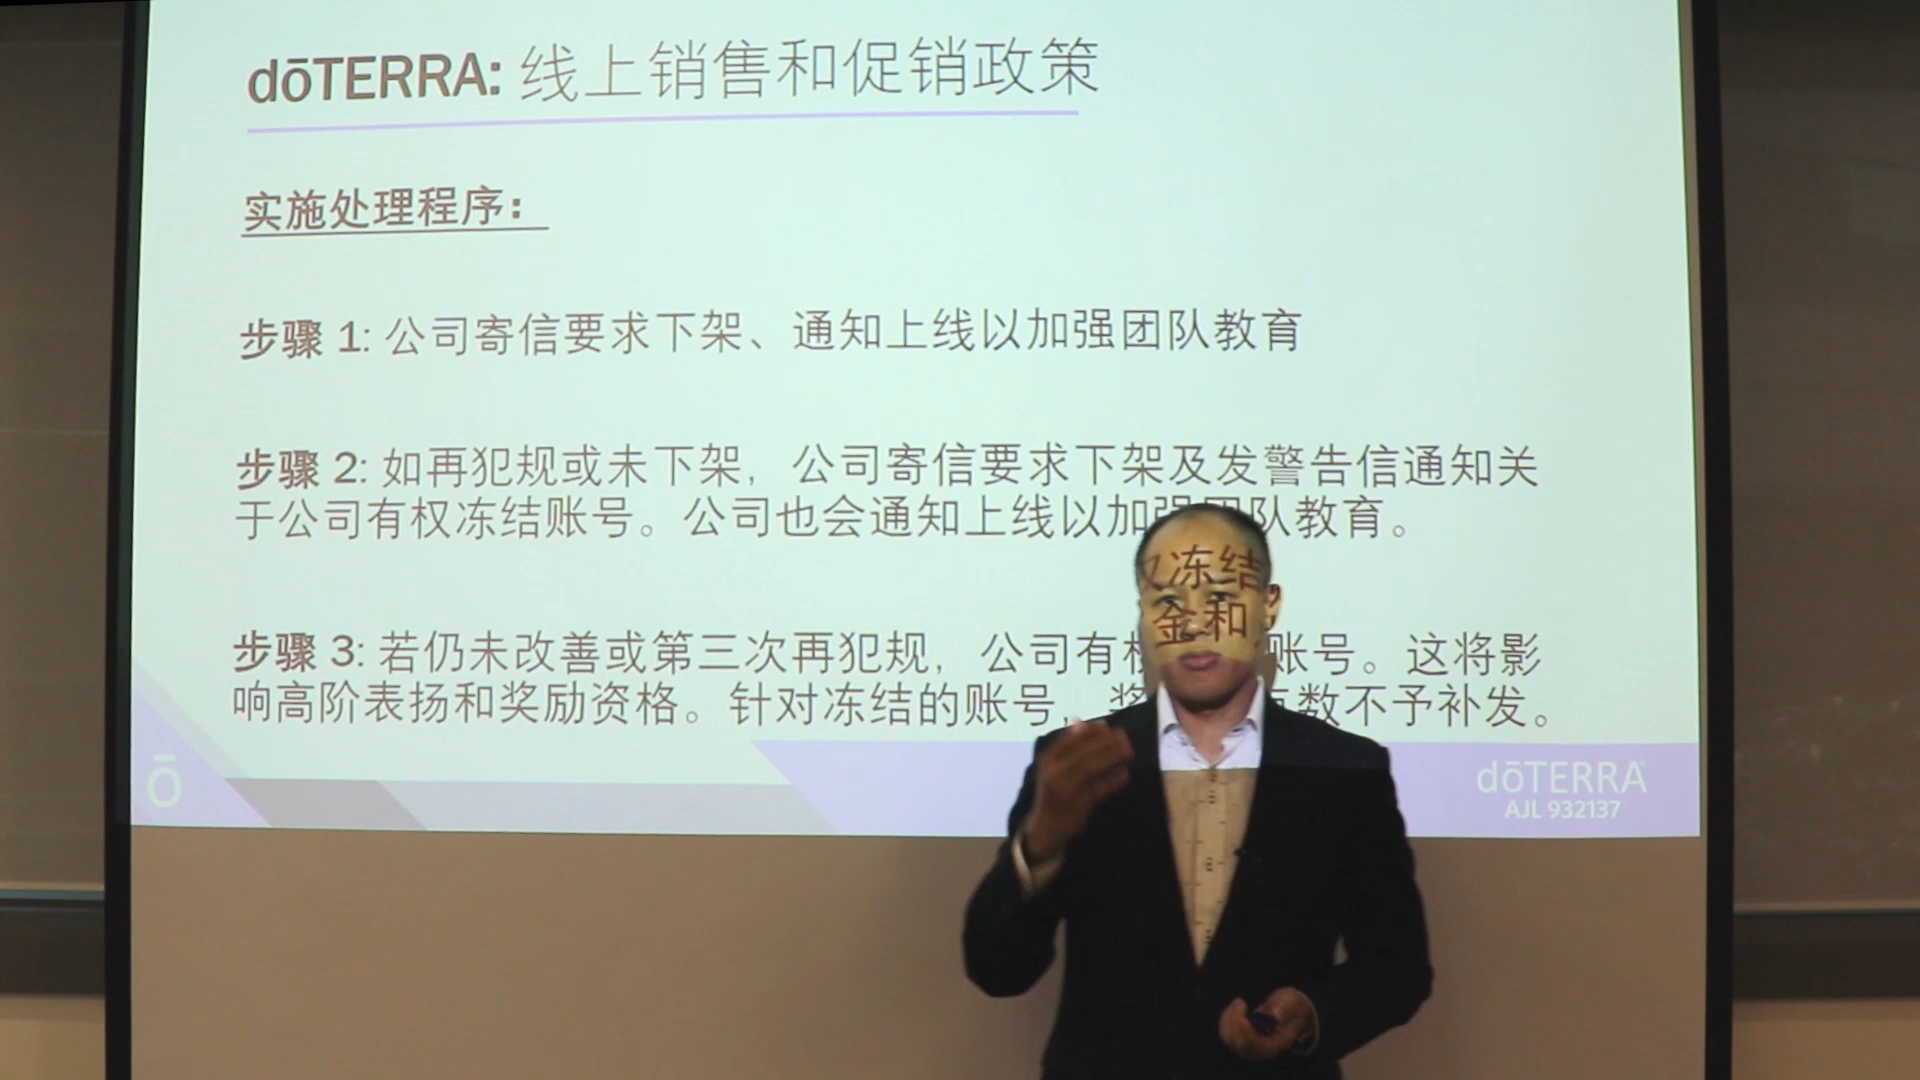 dōTERRA: 线上销售和促销政策
实施处理程序：
步骤 1: 公司寄信要求下架、通知上线以加强团队教育
步骤 2: 如再犯规或未下架，公司寄信要求下架及发警告信通知关
于公司有权冻结账号。公司也会通知上线以加强团队教育。
步骤 3: 若仍未改善或第三次再犯规，公司有权冻结账号。这将影
响高阶表扬和奖励资格。针对冻结的账号，奖金和点数不予补发。
ō
dōTERRA
AJL 932137